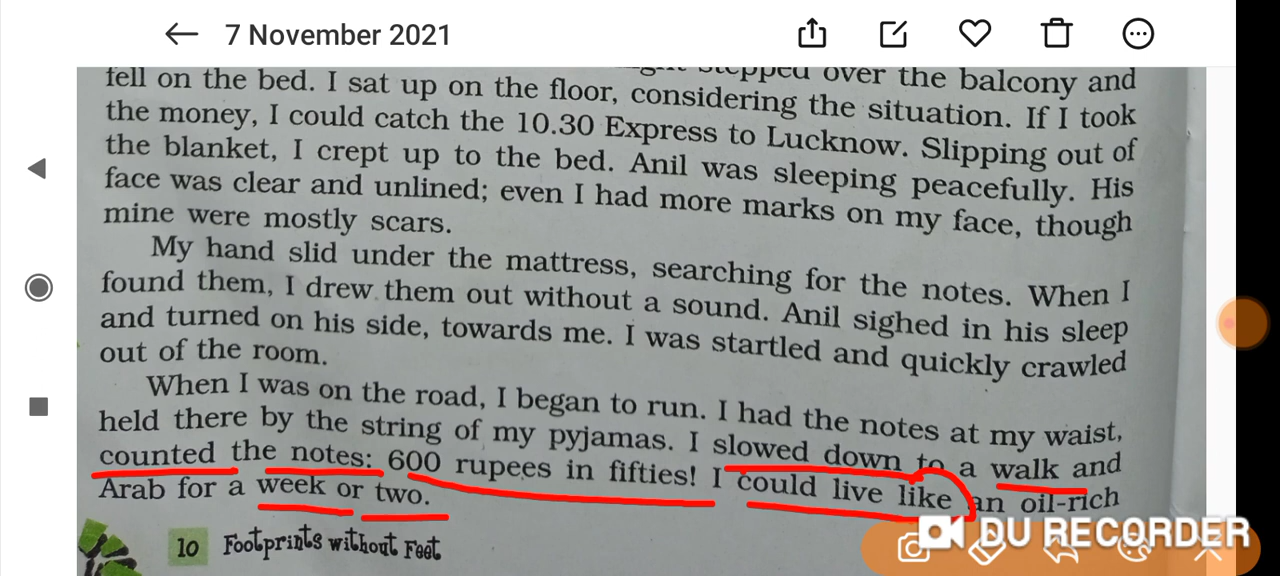 7 November 2021
stepped over the balcony and
fell on the bed. I sat up on the floor, considering the situation. If I took
the money, I could catch the 10.30 Express to Lucknow. Slipping out of
the blanket, I crept up to the bed. Anil was sleeping peacefully. His
face was clear and unlined; even I had more marks on my face, though
mine were mostly scars.
My hand slid under the mattress, searching for the notes. When I
found them, I drew them out without a sound. Anil sighed in his sleep
and turned on his side, towards me. I was startled and quickly crawled
out of the room.
When I was on the road, I began to run. I had the notes at my waist,
held there by the string of my pyjamas. I slowed down to a walk and
counted the notes: 600 rupees in fifties! I could live like an oil-rich
Arab for a week or two.
10 Footprints without Feet
DU RECORDER